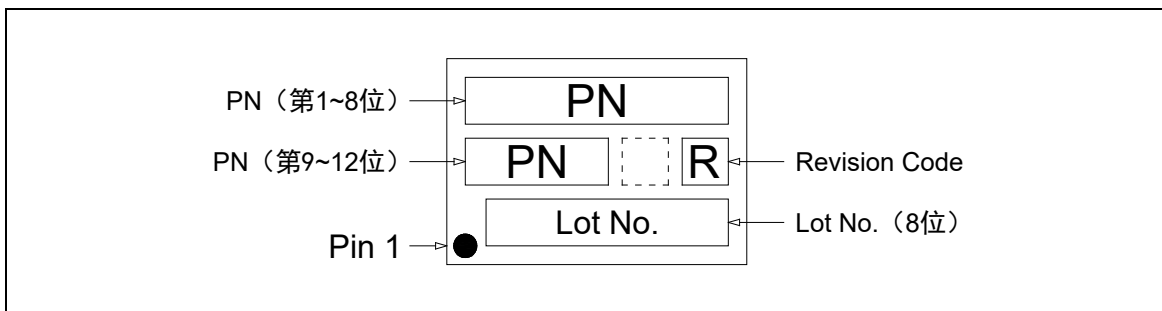 PN（第1~8位） PN
PN（第9~12位） PN R Revision Code
Lot No. Lot No.（8位）
Pin 1